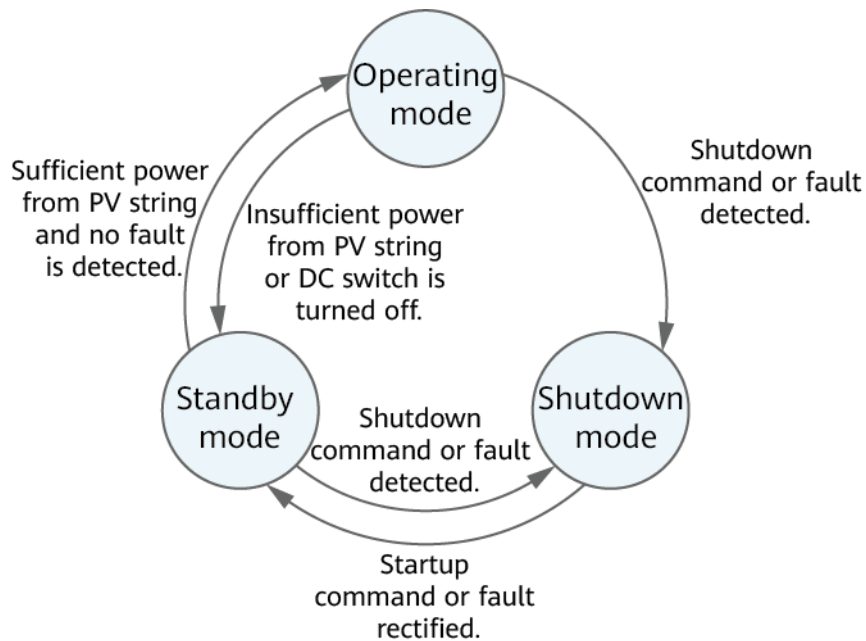 Operating
mode
Sufficient power
from PV string
and no fault
is detected.
Insufficient power
from PV string
or DC switch is
turned off.
Shutdown
command or fault
detected.
Standby
mode
Shutdown
command or fault
detected.
Shutdown
mode
Startup
command or fault
rectified.